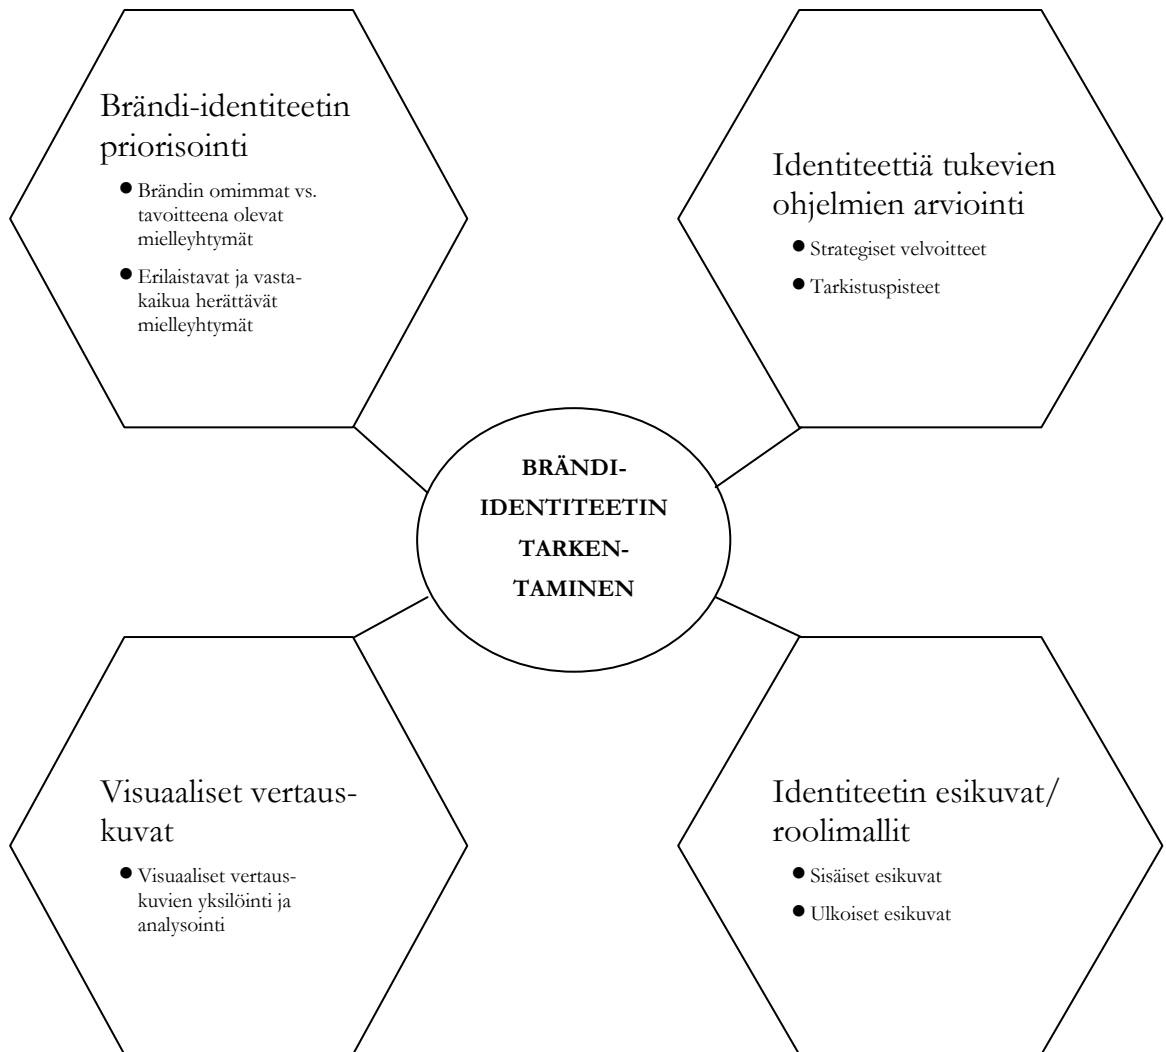 Brändi-identiteetin
priorisointi
● Brändin omimmat vs.
tavoitteena olevat
mielleyhtymät
● Erilaistavat ja vasta-
kaikua herättävät
mielleyhtymät
Identiteettiä tukevien
ohjelmien arviointi
● Strategiset velvoitteet
● Tarkistuspisteet
BRÄNDI-
IDENTITEETIN
TARKEN-
TAMINEN
Visuaaliset vertaus-
kuvat
● Visuaaliset vertaus-
kuvien yksilöinti ja
analysointi
Identiteetin esikuvat/
roolimallit
● Sisäiset esikuvat
● Ulkoiset esikuvat